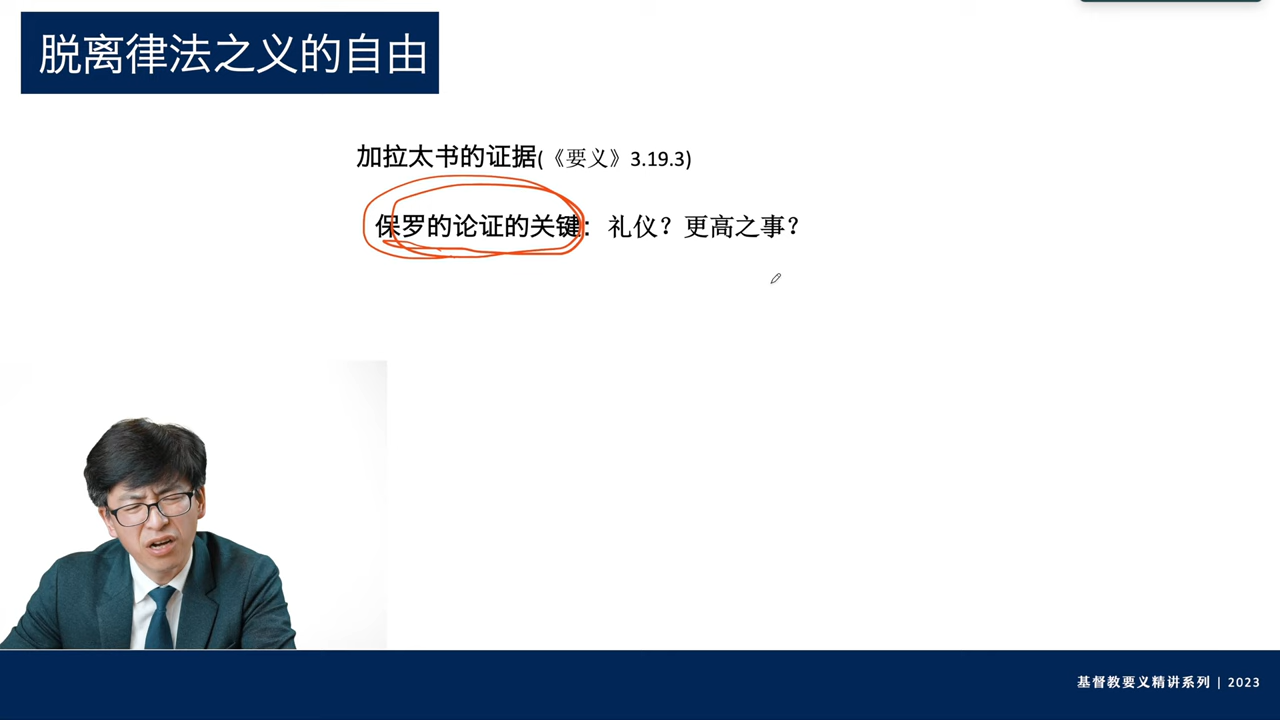 脱离律法之义的自由
加拉太书的证据(《要义》3.19.3)
保罗的论证的关键：礼仪？更高之事？
基督教要义精讲系列 | 2023